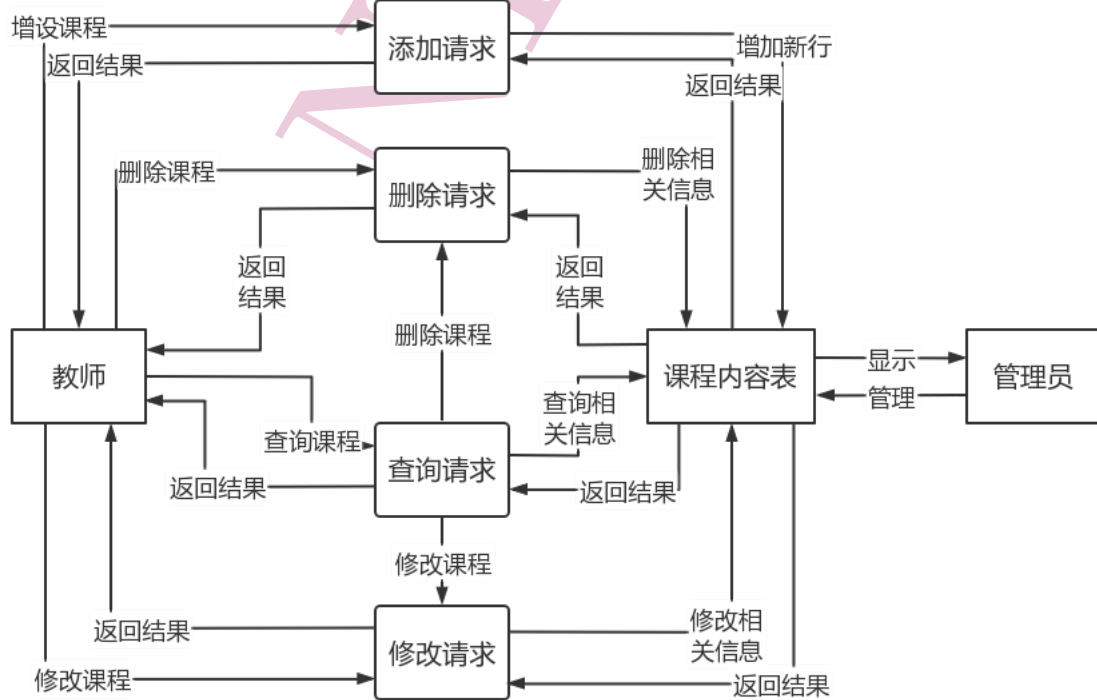 增设课程
添加请求
增加新行
返回结果
返回结果
删除课程
删除请求
删除相
关信息
返回
结果
返回
结果
删除课程
教师
课程内容表
显示
管理员
管理
查询课程
查询相
关信息
查询请求
返回结果
返回结果
修改课程
返回结果
修改请求
修改相
关信息
修改课程
返回结果